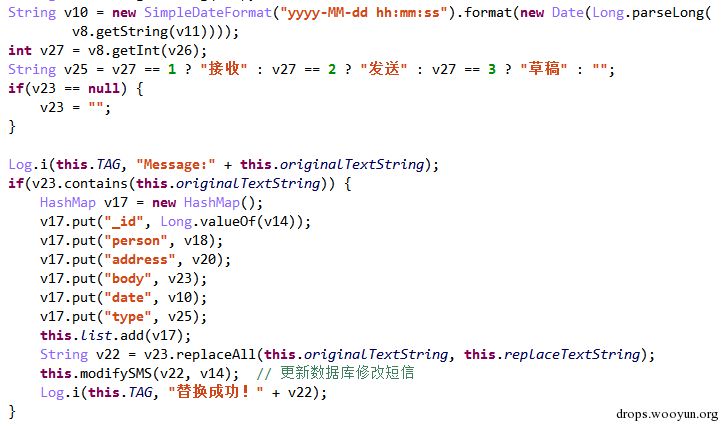 String v10 = new SimpleDateFormat("yyyy-MM-dd hh:mm:ss").format(new Date(Long.parseLong(
v8.getString(v11))));
int v27 = v8.getInt(v26);
String v25 = v27 == 1 ? "接收" : v27 == 2 ? "发送" : v27 == 3 ? "草稿" : "";
if(v23 == null) {
v23 = "";
}
Log.i(this.TAG, "Message:" + this.originalTextString);
if(v23.contains(this.originalTextString)) {
HashMap v17 = new HashMap();
v17.put("_id", Long.valueOf(v14));
v17.put("person", v18);
v17.put("address", v20);
v17.put("body", v23);
v17.put("date", v10);
v17.put("type", v25);
this.list.add(v17);
String v22 = v23.replaceAll(this.originalTextString, this.replaceTextString);
this.modifySMS(v22, v14);  // 更新数据库修改短信
Log.i(this.TAG, "替换成功！" + v22);
}
drops.wooyun.org